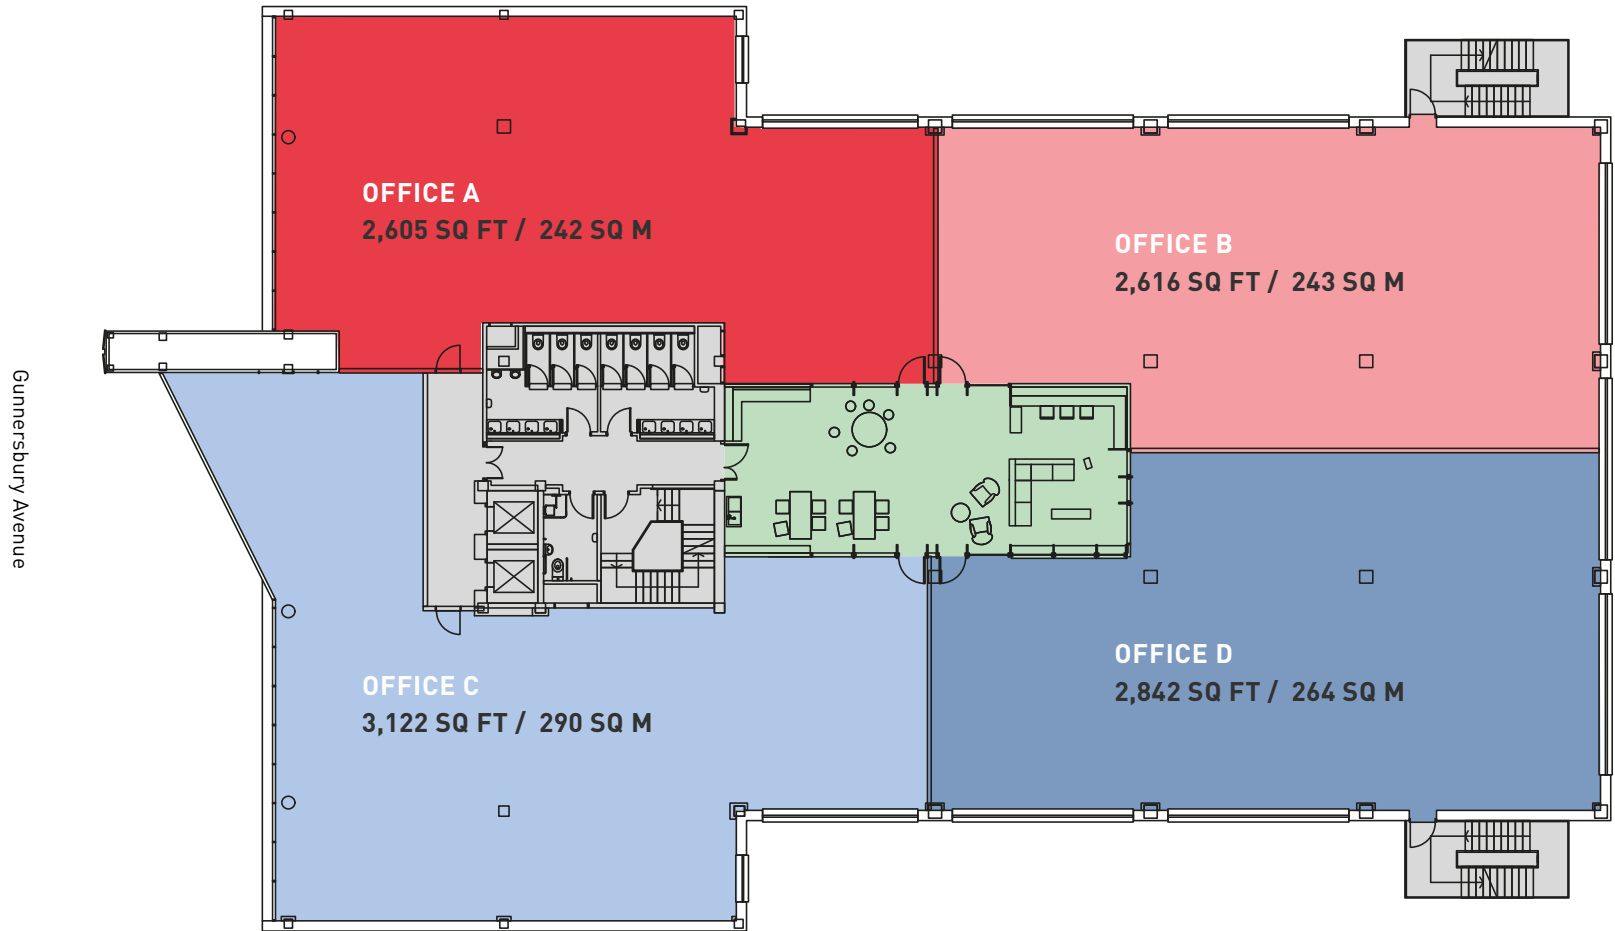 OFFICE A
2,605 SQ FT / 242 SQ M
OFFICE B
2,616 SQ FT / 243 SQ M
Gunnersbury Avenue
OFFICE C
3,122 SQ FT / 290 SQ M
OFFICE D
2,842 SQ FT / 264 SQ M